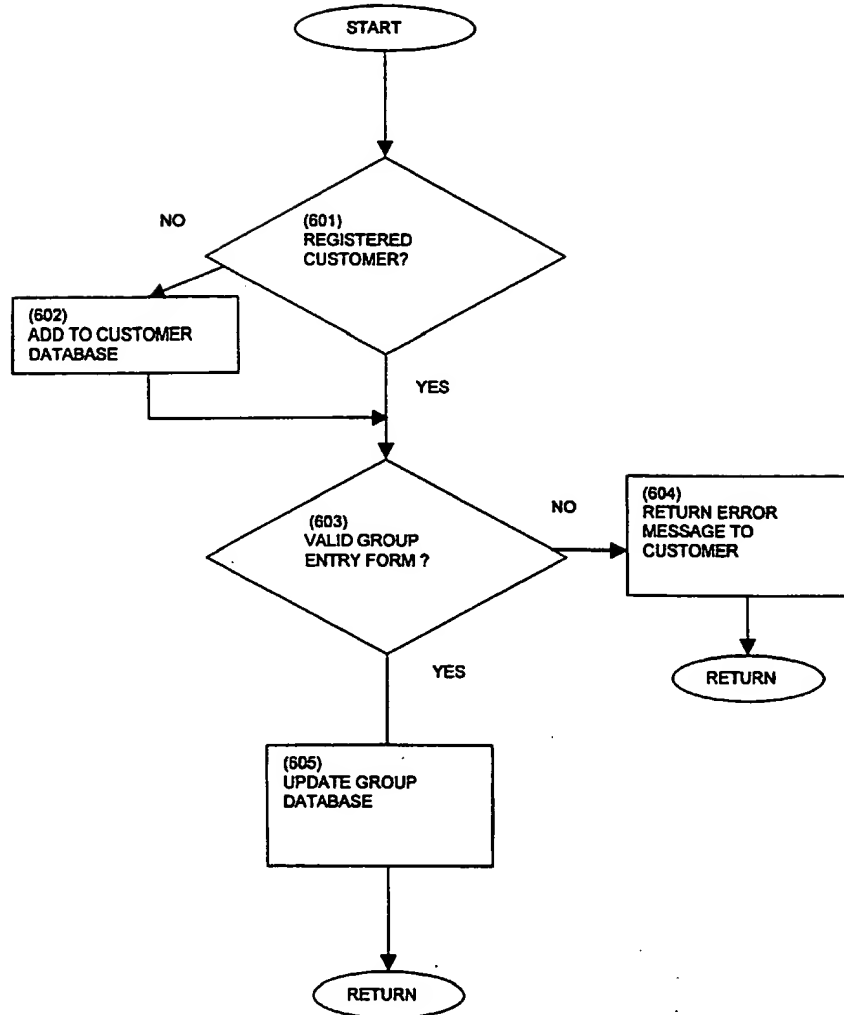 START
NO
(601)
REGISTERED
CUSTOMER?
(602)
ADD TO CUSTOMER
DATABASE
YES
(603)
VALID GROUP
ENTRY FORM ?
NO
(604)
RETURN ERROR
MESSAGE TO
CUSTOMER
YES
RETURN
(605)
UPDATE GROUP
DATABASE
RETURN